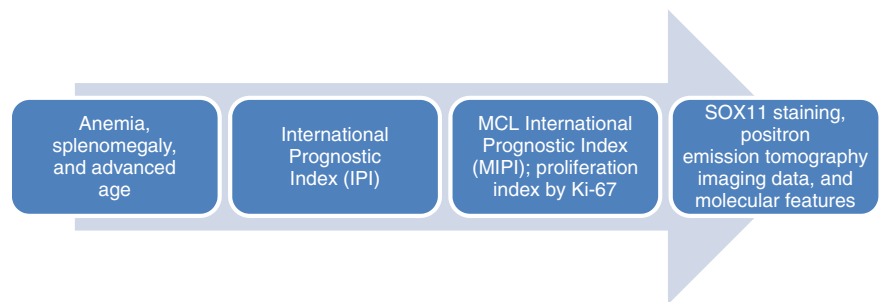 Anemia,
splenomegaly,
and advanced
age
International
Prognostic
Index (IPI)
MCL International
Prognostic Index
(MIPI); proliferation
index by Ki-67
SOX11 staining,
positron
emission tomography
imaging data, and
molecular features